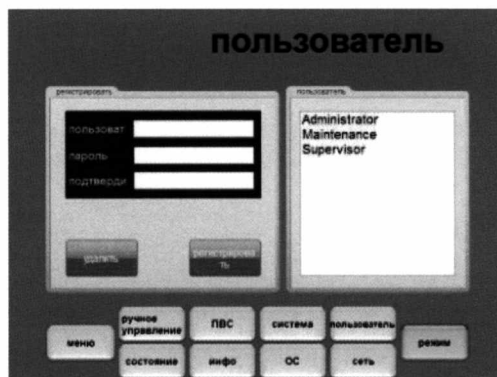 пользователь
регистрировать
пользователь
пользоват
пароль
подтверди
Administrator
Maintenance
Supervisor
удалить
регистрирова
ть
меню
ручное
управление
ПВС
система
пользователь
режим
состояние
инфо
ОС
сеть